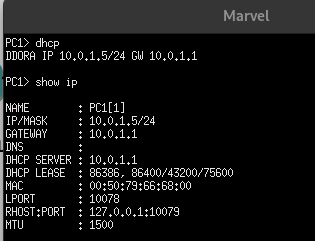 Marvel
PC1> dhcp
DDORA IP 10.0.1.5/24 GW 10.0.1.1
PC1> show ip
NAME        : PC1[1]
IP/MASK     : 10.0.1.5/24
GATEWAY     : 10.0.1.1
DNS         :
DHCP SERVER : 10.0.1.1
DHCP LEASE  : 86386, 86400/43200/75600
MAC         : 00:50:79:66:68:00
LPORT       : 10078
RHOST:PORT  : 127.0.0.1:10079
MTU         : 1500